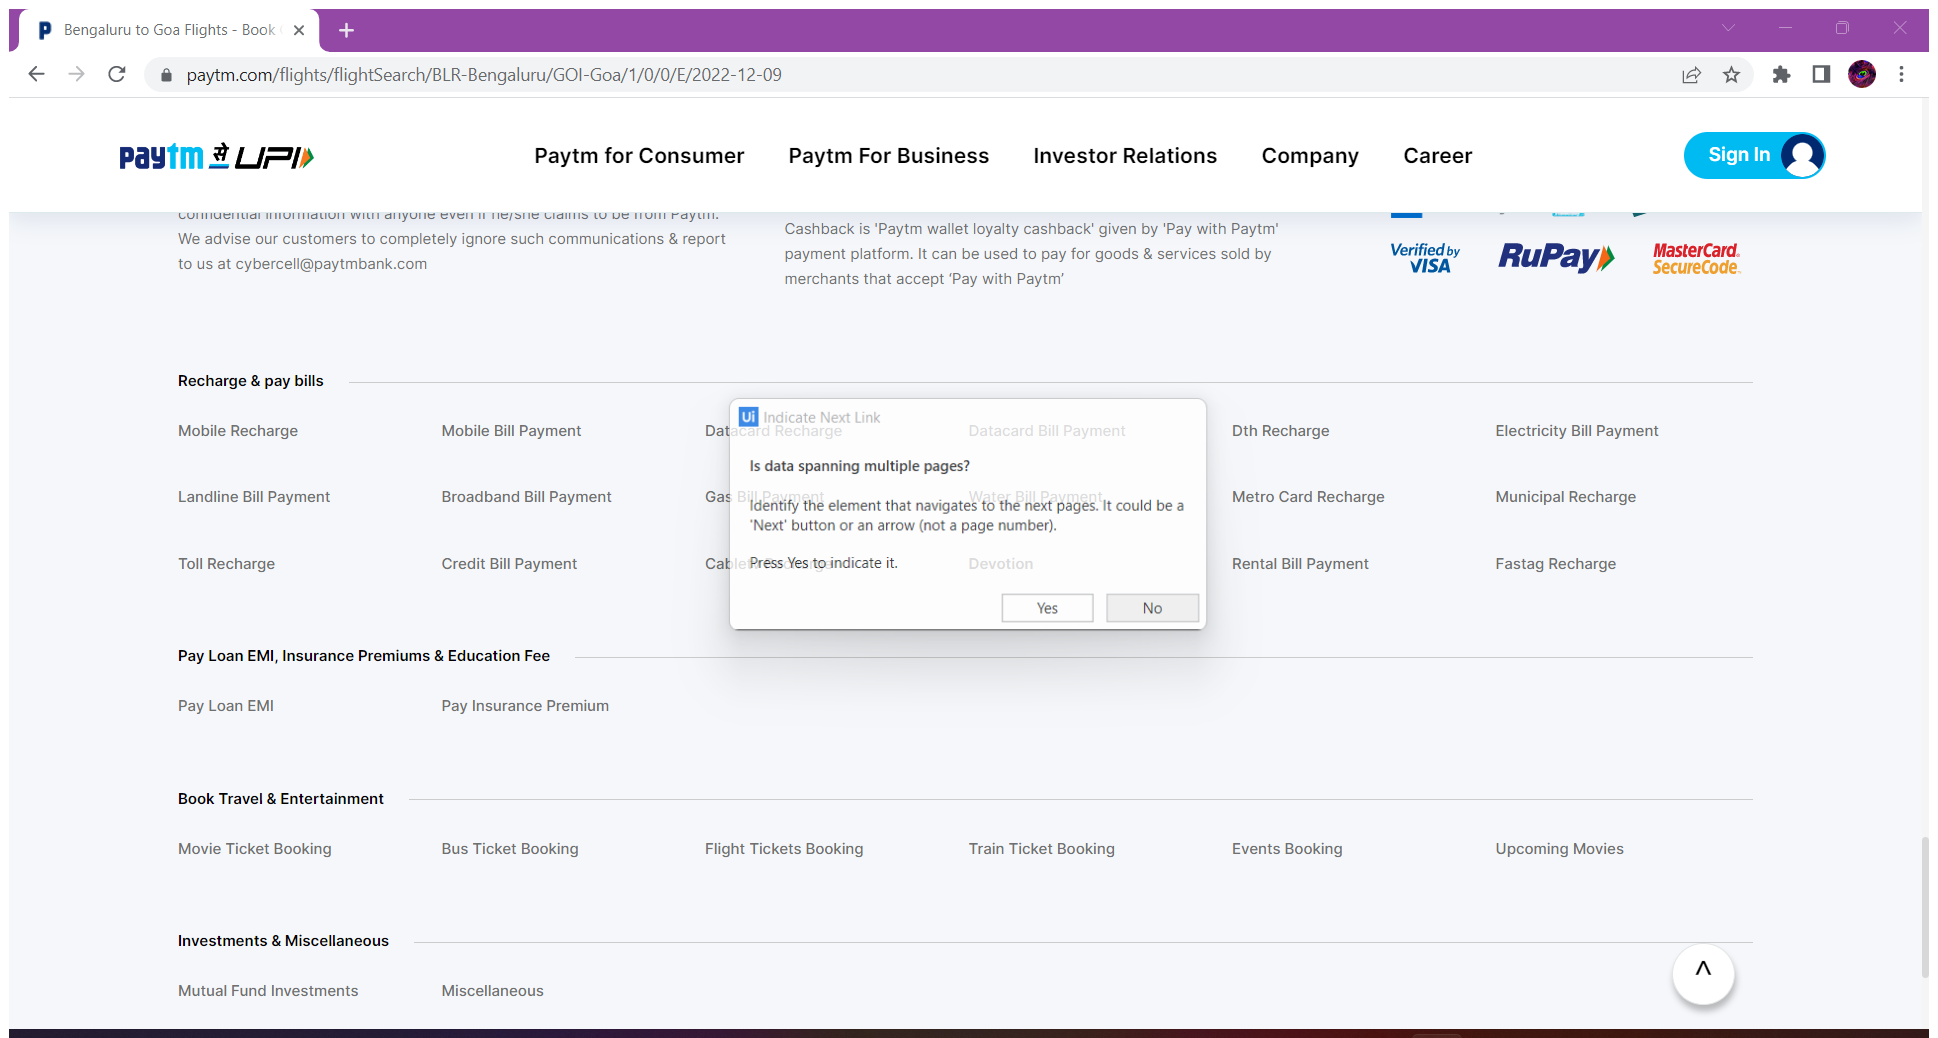 Bengaluru to Goa Flights - Book
paytm.com/flights/flightSearch/BLR-Bengaluru/GOI-Goa/1/0/0/E/2022-12-09
paytm से UPI
Paytm for Consumer
Paytm For Business
Investor Relations
Company
Career
Sign In
confidential information with anyone even if he/she claims to be from Paytm.
We advise our customers to completely ignore such communications & report
to us at cybercell@paytmbank.com
Cashback is 'Paytm wallet loyalty cashback' given by 'Pay with Paytm'
payment platform. It can be used to pay for goods & services sold by
merchants that accept ‘Pay with Paytm’
Verified by
VISA
RuPay
MasterCard.
SecureCode.
Recharge & pay bills
Mobile Recharge
Mobile Bill Payment
Datacard Recharge
Datacard Bill Payment
Dth Recharge
Electricity Bill Payment
Landline Bill Payment
Broadband Bill Payment
Gas Bill Payment
Water Bill Payment
Metro Card Recharge
Municipal Recharge
Toll Recharge
Credit Bill Payment
Devotion
Rental Bill Payment
Fastag Recharge
Ui Indicate Next Link
Is data spanning multiple pages?
Identify the element that navigates to the next pages. It could be a
'Next' button or an arrow (not a page number).
Press Yes to indicate it.
Yes
No
Pay Loan EMI, Insurance Premiums & Education Fee
Pay Loan EMI
Pay Insurance Premium
Book Travel & Entertainment
Movie Ticket Booking
Bus Ticket Booking
Flight Tickets Booking
Train Ticket Booking
Events Booking
Upcoming Movies
Investments & Miscellaneous
Mutual Fund Investments
Miscellaneous